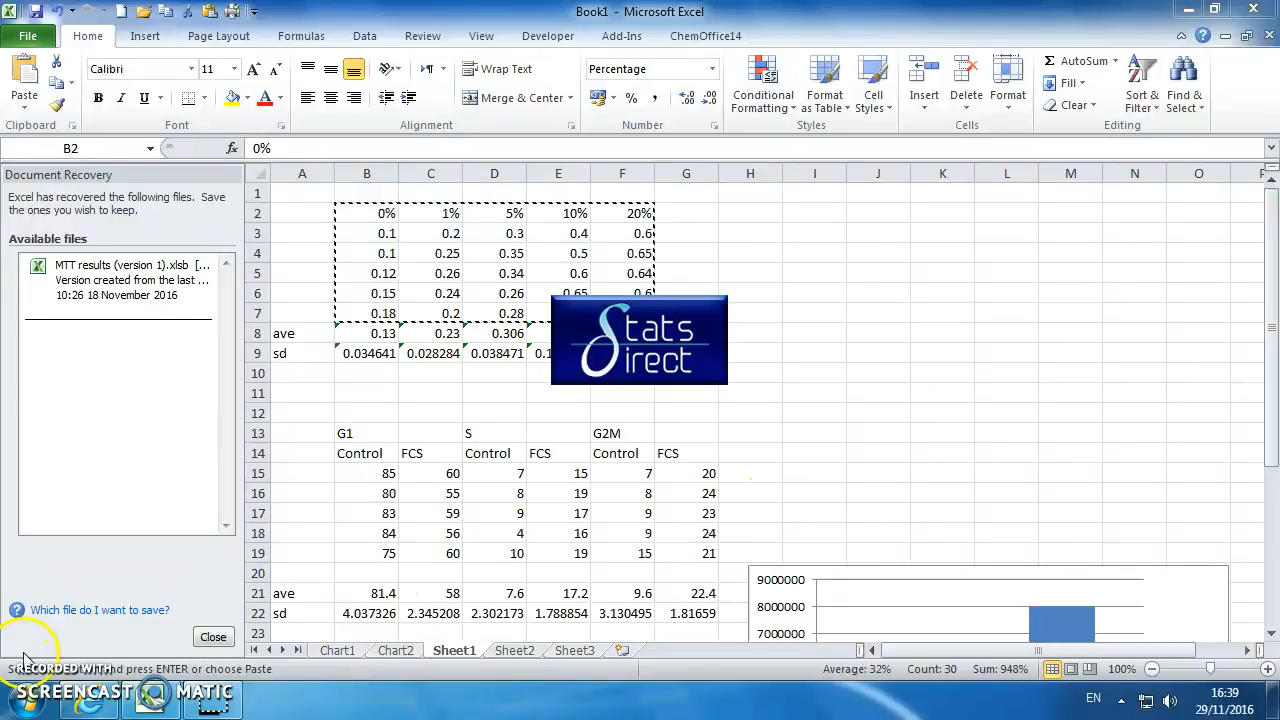 Book1 - Microsoft Excel
File Home Insert Page Layout Formulas Data Review View Developer Add-Ins ChemOffice14
Paste
Clipboard
Calibri 11
B I U
Font
Wrap Text
Merge & Center
Alignment
Percentage
%
Number
Conditional Formatting
Format as Table
Cell Styles
Styles
Insert Delete Format
Cells
AutoSum
Fill
Clear
Sort & Filter
Find & Select
Editing
B2 fx 0%
Document Recovery
Excel has recovered the following files. Save
the ones you wish to keep.
Available files
MTT results (version 1).xlsb [...
Version created from the last ...
10:26 18 November 2016
Which file do I want to save?
Close
A B C D E F G H I J K L M N O
1
2 0% 1% 5% 10% 20%
3 0.1 0.2 0.3 0.4 0.6
4 0.1 0.25 0.35 0.5 0.65
5 0.12 0.26 0.34 0.6 0.64
6 0.15 0.24 0.26 0.65 0.6
7 0.18 0.2 0.28
8 ave 0.13 0.23 0.306
9 sd 0.034641 0.028284 0.038471
Stats
Direct
10
11
12
13 G1 S G2M
14 Control FCS Control FCS Control FCS
15 85 60 7 15 7 20
16 80 55 8 19 8 24
17 83 59 9 17 9 23
18 84 56 4 16 9 24
19 75 60 10 19 15 21
20
21 ave 81.4 58 7.6 17.2 9.6 22.4
22 sd 4.037326 2.345208 2.302173 1.788854 3.130495 1.81659
23
9000000
8000000
7000000
Chart1 Chart2 Sheet1 Sheet2 Sheet3
and press ENTER or choose Paste
Average: 32% Count: 30 Sum: 948% 100%
RECORDED WITH
SCREENCAST MATIC
EN
16:39
29/11/2016